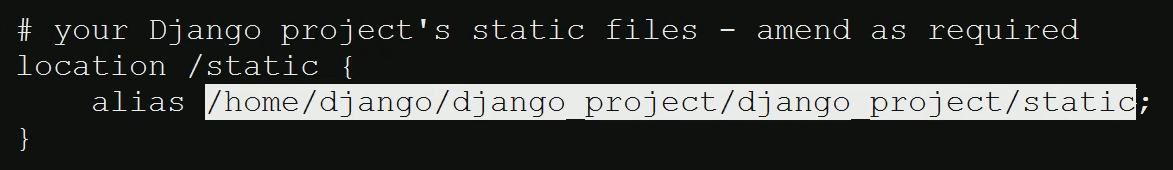 # your Django project's static files - amend as required
location /static {
    alias /home/django/django_project/django_project/static;
}